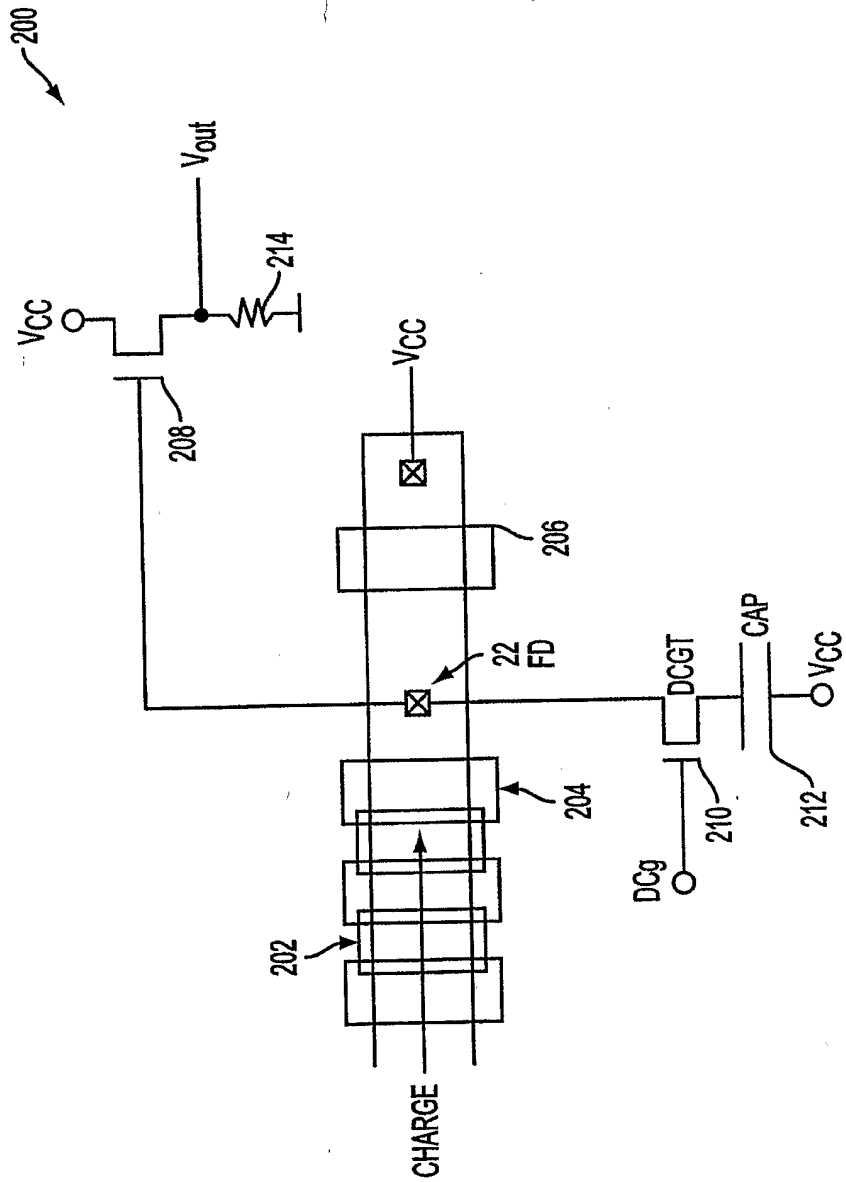 200
VCC
Vout
214
208
VCC
206
22
FD
204
202
CHARGE
DCGT
CAP
DCg
210
212
VCC